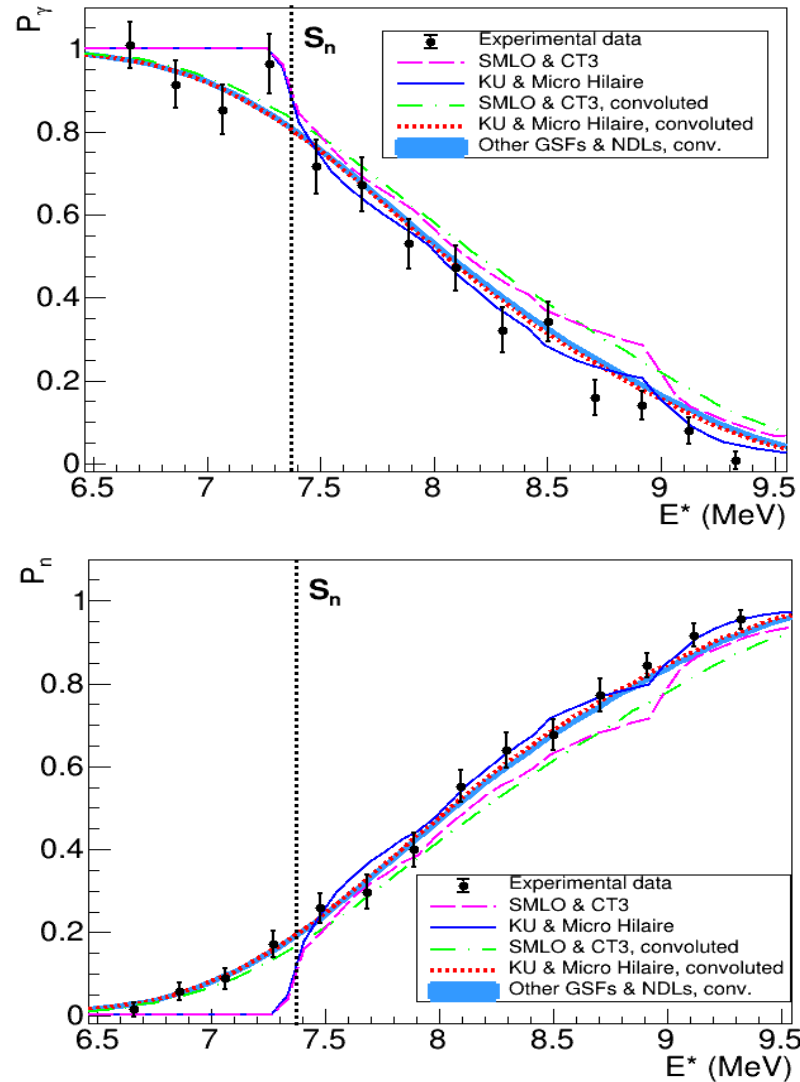 Pγ
Sn
Experimental data
SMLO & CT3
KU & Micro Hilaire
SMLO & CT3, convoluted
KU & Micro Hilaire, convoluted
Other GSFs & NDLs, conv.
1
0.8
0.6
0.4
0.2
0
6.5 7 7.5 8 8.5 9 9.5
E* (MeV)
Pn
Sn
1
0.8
0.6
0.4
0.2
0
Experimental data
SMLO & CT3
KU & Micro Hilaire
SMLO & CT3, convoluted
KU & Micro Hilaire, convoluted
Other GSFs & NDLs, conv.
6.5 7 7.5 8 8.5 9 9.5
E* (MeV)